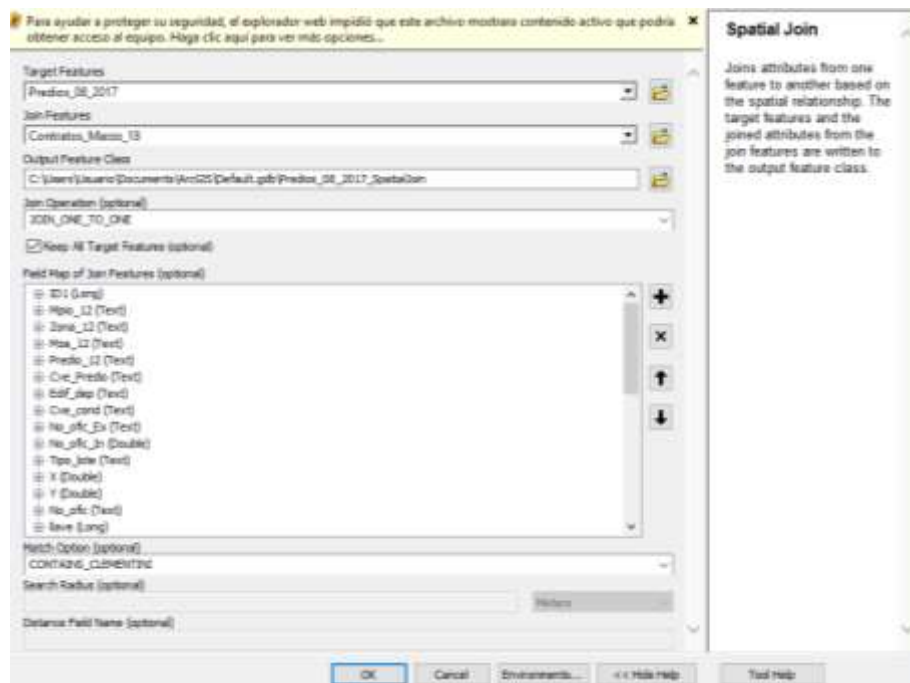 Para ayudar a proteger su seguridad, el explorador web impidió que este archivo mostrara contenido activo que podría
obtener acceso al equipo. Haga clic aquí para ver más opciones...
Target Features
Predios_08_2017
Join Features
Contratos_Macro_13
Output Feature Class
C:\Users\Usuario\Documents\ArcGIS\Default.gdb\Predios_08_2017_SpatialJoin
Join Operation (optional)
JOIN_ONE_TO_ONE
Keep All Target Features (optional)
Field Map of Join Features (optional)
ID1 (Long)
Mpio_12 (Text)
Zona_12 (Text)
Mza_12 (Text)
Predio_12 (Text)
Cve_Predio (Text)
Edif_dep (Text)
Cve_cond (Text)
No_ofic_Ex (Text)
No_ofic_In (Double)
Tipo_lote (Text)
X (Double)
Y (Double)
No_ofic (Text)
llave (Long)
Match Option (optional)
CONTAINS_CLEMENTINI
Search Radius (optional)
Meters
Distance Field Name (optional)
OK
Cancel
Environments...
<< Hide Help
Tool Help
Spatial Join
Joins attributes from one
feature to another based on
the spatial relationship. The
target features and the
joined attributes from the
join features are written to
the output feature class.